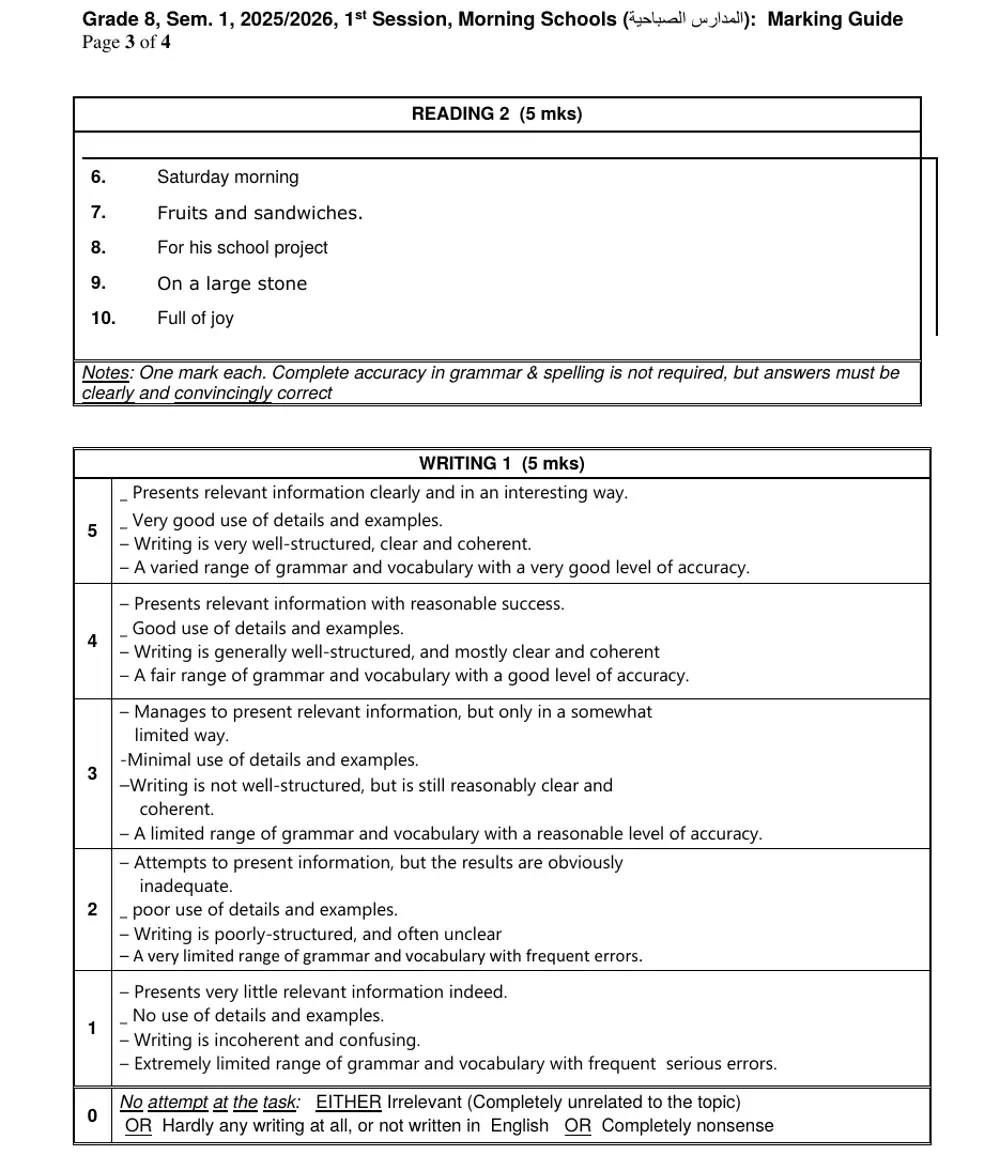 Grade 8, Sem. 1, 2025/2026, 1st Session, Morning Schools (المدارس الصباحية): Marking Guide
Page 3 of 4
READING 2 (5 mks)
6. Saturday morning
7. Fruits and sandwiches.
8. For his school project
9. On a large stone
10. Full of joy
Notes: One mark each. Complete accuracy in grammar & spelling is not required, but answers must be
clearly and convincingly correct
WRITING 1 (5 mks)
5
_ Presents relevant information clearly and in an interesting way.
_ Very good use of details and examples.
– Writing is very well-structured, clear and coherent.
– A varied range of grammar and vocabulary with a very good level of accuracy.
4
– Presents relevant information with reasonable success.
_ Good use of details and examples.
– Writing is generally well-structured, and mostly clear and coherent
– A fair range of grammar and vocabulary with a good level of accuracy.
3
– Manages to present relevant information, but only in a somewhat
limited way.
-Minimal use of details and examples.
–Writing is not well-structured, but is still reasonably clear and
coherent.
– A limited range of grammar and vocabulary with a reasonable level of accuracy.
2
– Attempts to present information, but the results are obviously
inadequate.
_ poor use of details and examples.
– Writing is poorly-structured, and often unclear
– A very limited range of grammar and vocabulary with frequent errors.
1
– Presents very little relevant information indeed.
_ No use of details and examples.
– Writing is incoherent and confusing.
– Extremely limited range of grammar and vocabulary with frequent serious errors.
0
No attempt at the task: EITHER Irrelevant (Completely unrelated to the topic)
OR Hardly any writing at all, or not written in English OR Completely nonsense